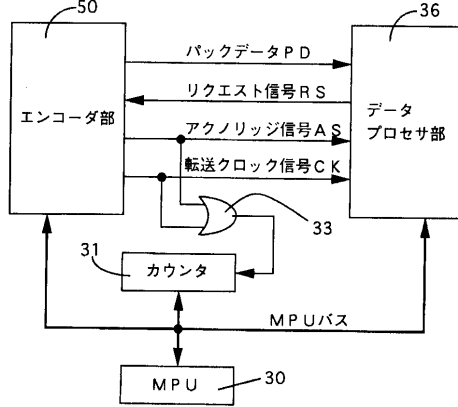 50
36
パックデータPD
リクエスト信号RS
エンコーダ部
データ
プロセサ部
アクノリッジ信号AS
転送クロック信号CK
33
31
カウンタ
MPUバス
MPU
30